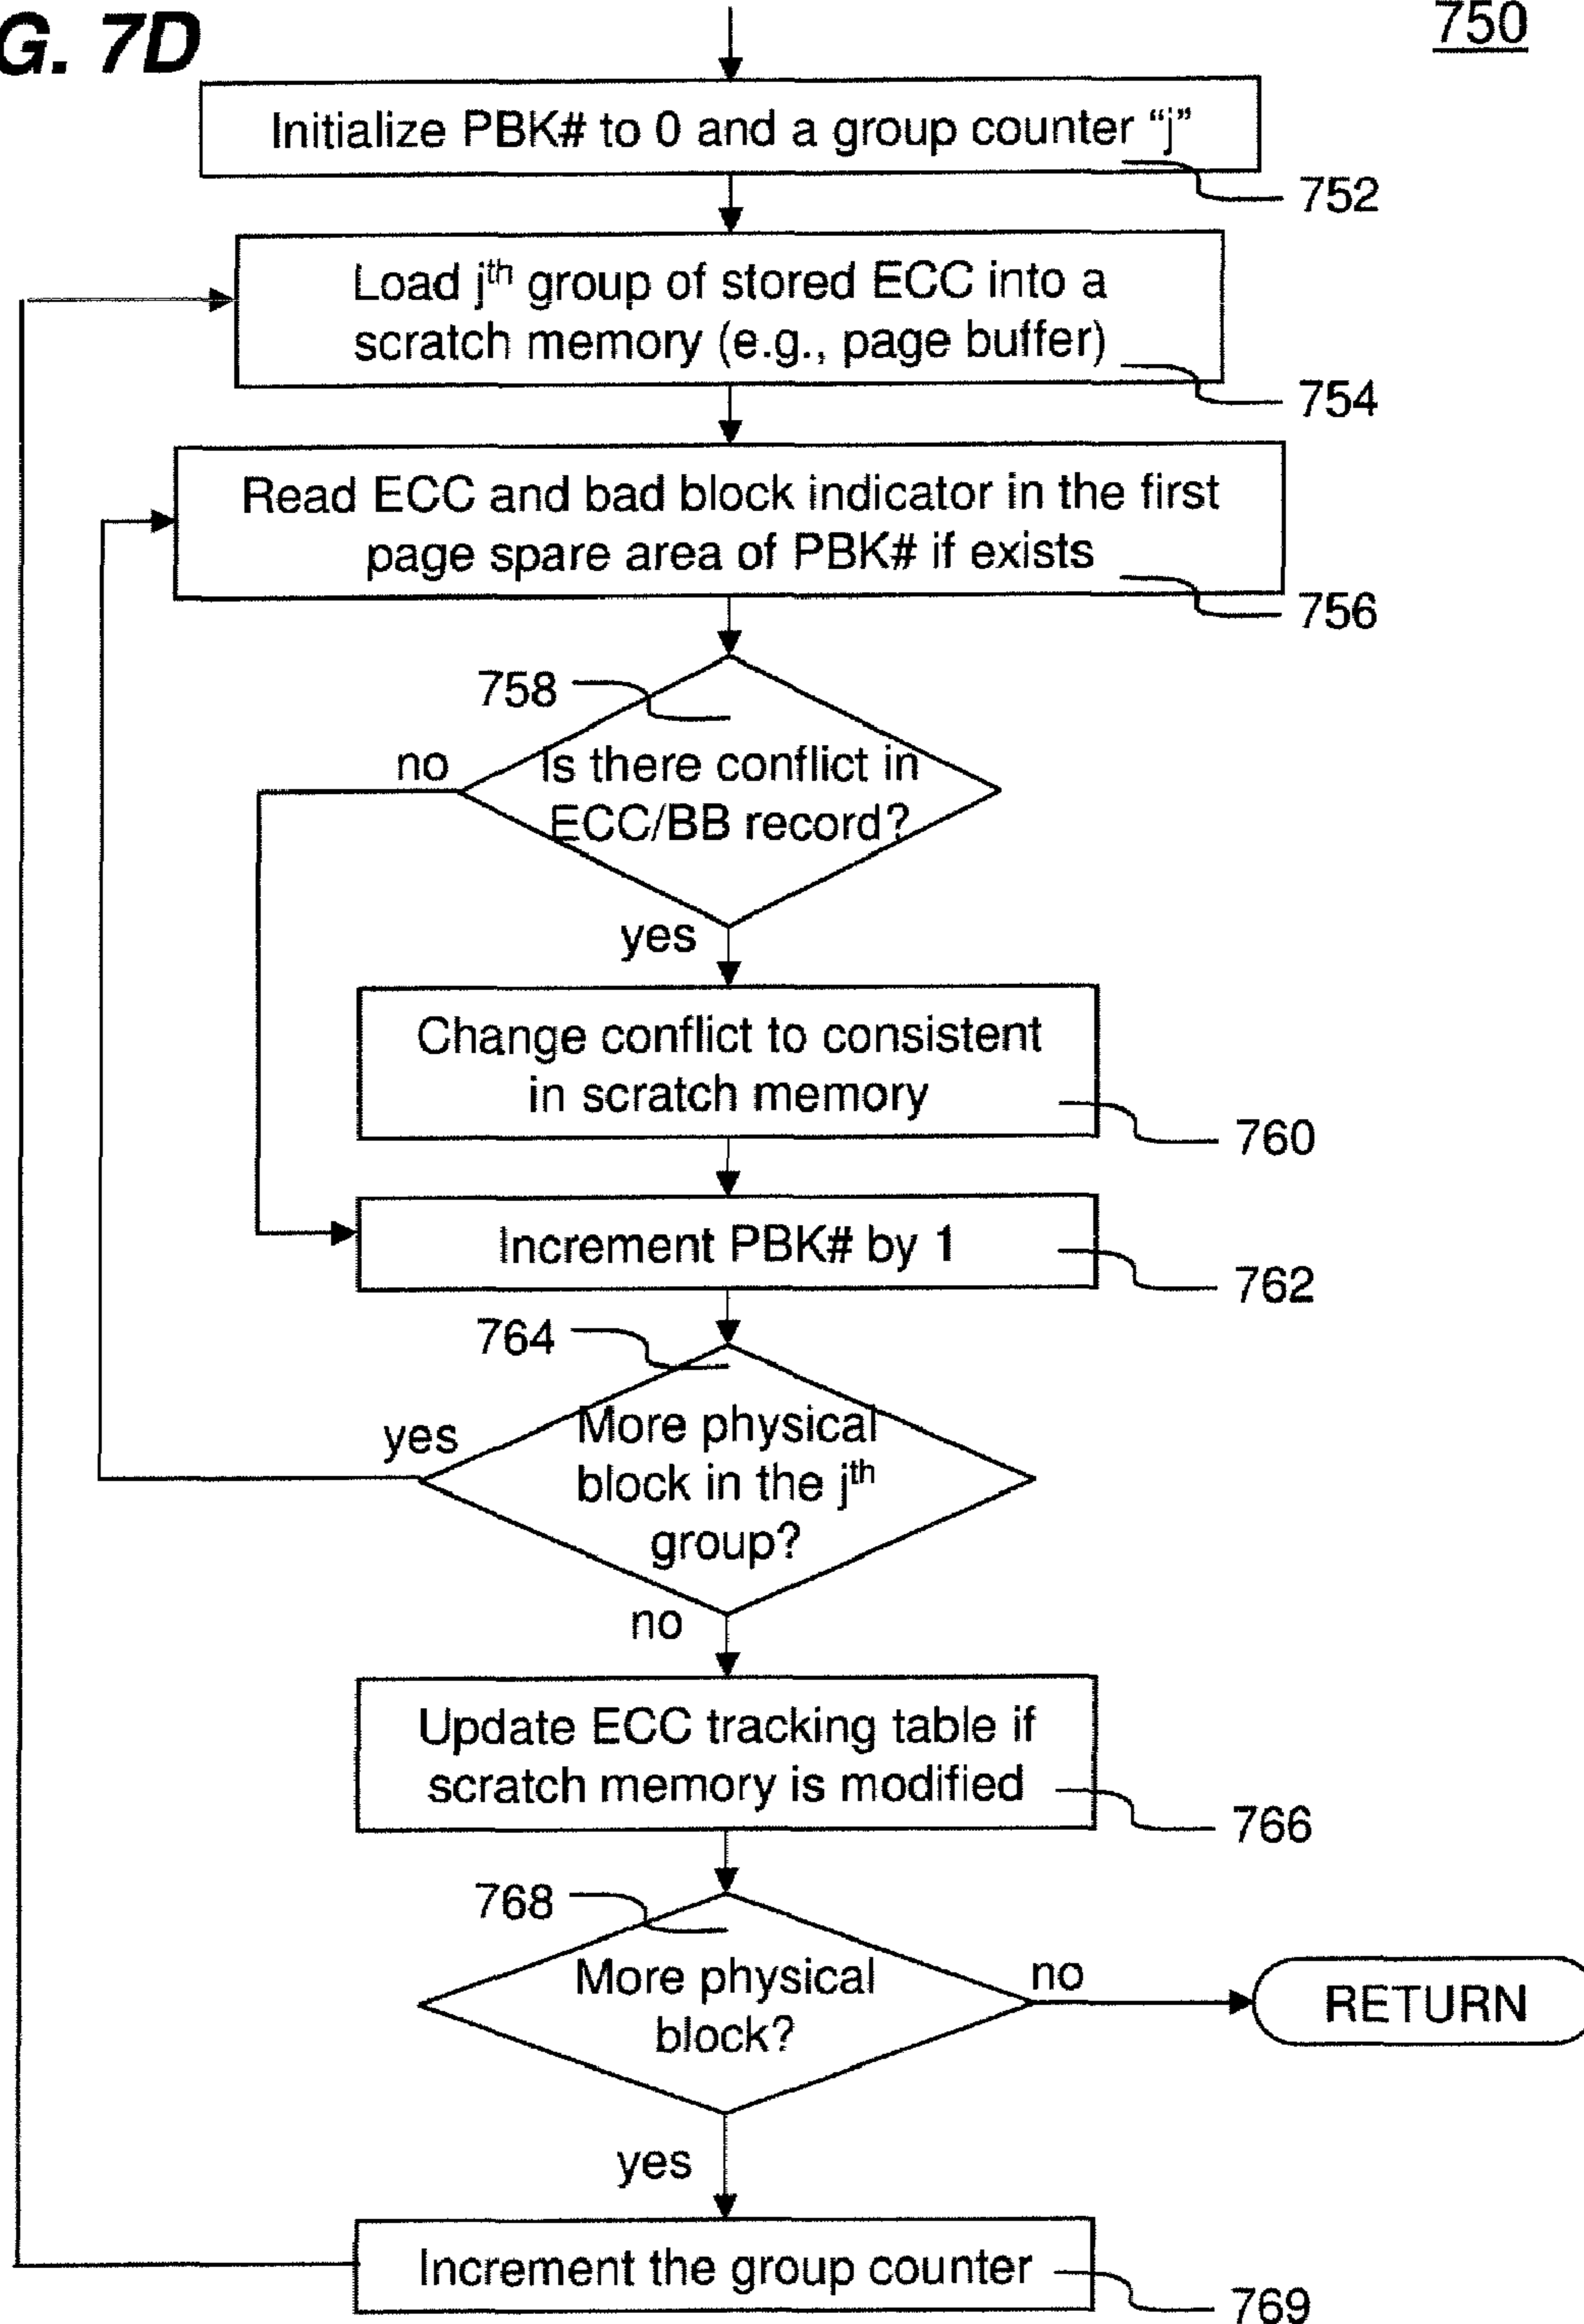 G. 7D
750
Initialize PBK# to 0 and a group counter “j”
752
Load jth group of stored ECC into a
scratch memory (e.g., page buffer)
754
Read ECC and bad block indicator in the first
page spare area of PBK# if exists
756
758
no
Is there conflict in
ECC/BB record?
yes
Change conflict to consistent
in scratch memory
760
Increment PBK# by 1
762
764
yes
More physical
block in the jth
group?
no
Update ECC tracking table if
scratch memory is modified
766
768
More physical
block?
no
RETURN
yes
Increment the group counter
769